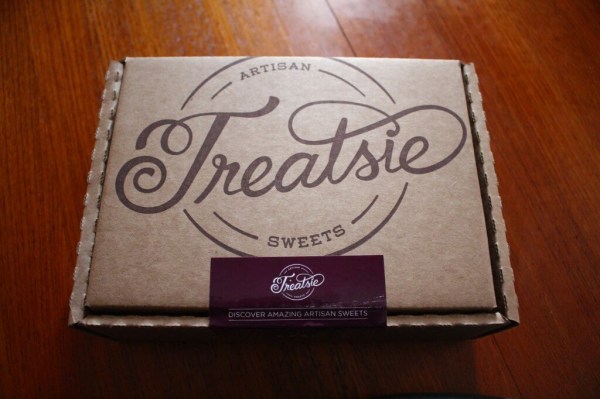 ARTISAN
Treatsie
SWEETS
Treatsie
DISCOVER AMAZING ARTISAN SWEETS